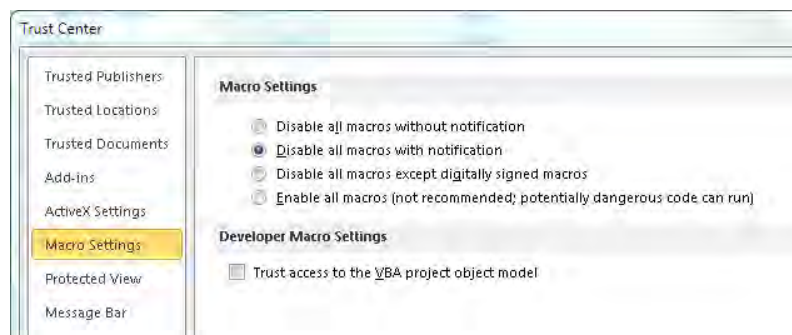 Trust Center
Trusted Publishers
Trusted Locations
Trusted Documents
Add-ins
ActiveX Settings
Macro Settings
Protected View
Message Bar
Macro Settings
Disable all macros without notification
Disable all macros with notification
Disable all macros except digitally signed macros
Enable all macros (not recommended; potentially dangerous code can run)
Developer Macro Settings
Trust access to the VBA project object model